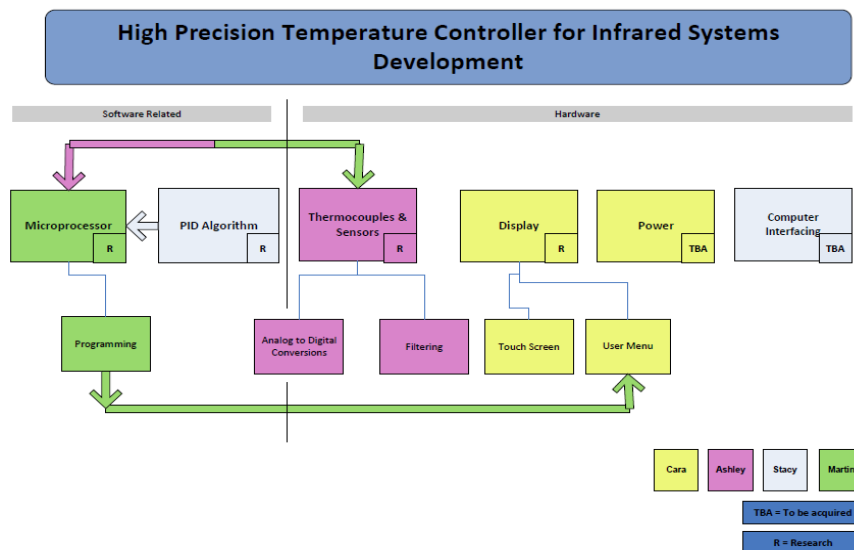 High Precision Temperature Controller for Infrared Systems
Development
Software Related
Hardware
Microprocessor
R
PID Algorithm
R
Thermocouples &
Sensors
R
Display
R
Power
TBA
Computer
Interfacing
TBA
Programming
Analog to Digital
Conversions
Filtering
Touch Screen
User Menu
Cara
Ashley
Stacy
Martin
TBA = To be acquired
R = Research